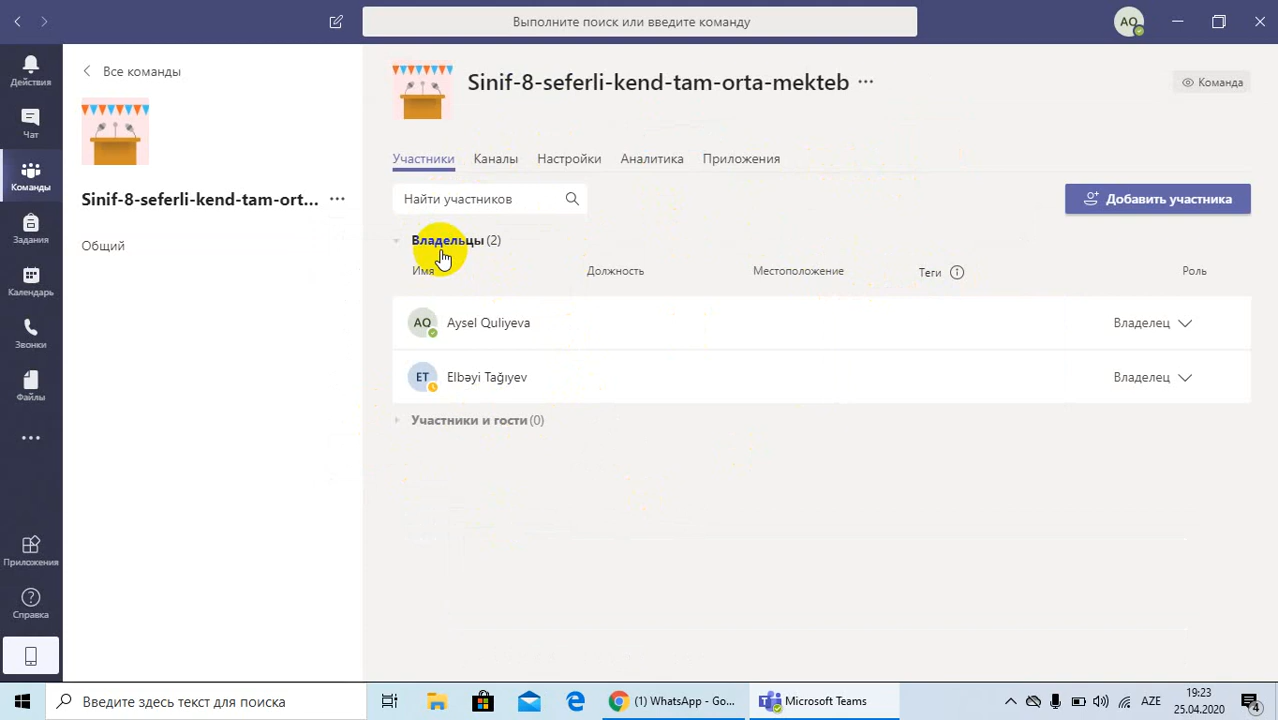 Выполните поиск или введите команду
AQ
Действия
Чат
Команды
Задания
Календарь
Звонки
Файлы
Приложения
Справка
Все команды
Sinif-8-seferli-kend-tam-ort...
Общий
Sinif-8-seferli-kend-tam-orta-mekteb
Команда
Участники Каналы Настройки Аналитика Приложения
Найти участников
Добавить участника
Владельцы (2)
Имя Должность Местоположение Теги Роль
AQ Aysel Quliyeva Владелец
ET Elbəyi Tağıyev Владелец
Участники и гости (0)
Введите здесь текст для поиска
(1) WhatsApp - Go...
Microsoft Teams
AZE
19:23
25.04.2020
4